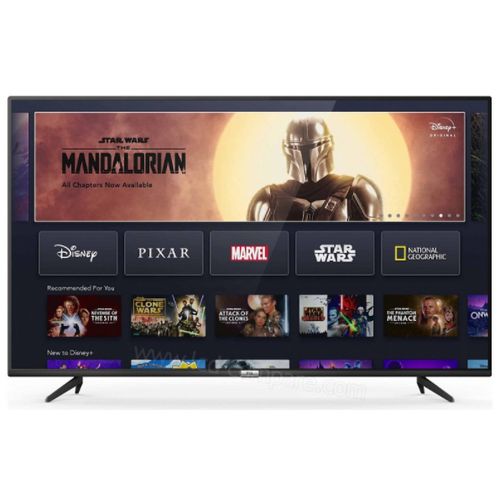 STAR WARS
THE
MANDALORIAN
All Chapters Now Available
Disney+
ORIGINAL
Disney
PIXAR
MARVEL
STAR WARS
NATIONAL GEOGRAPHIC
Recommended For You
REVENGE OF THE SITH
CLONE WARS
ATTACK OF THE CLONES
THE PHANTOM MENACE
New to Disney+